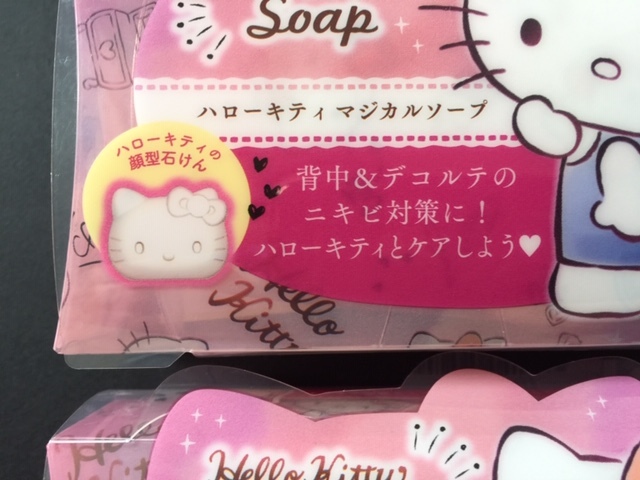 Soap
ハローキティ マジカルソープ
ハローキティの
顔型石けん
背中&デコルテの
ニキビ対策に!
ハローキティとケアしよう♥
Hello
Kitty
Hello Kitty
Hello
Kitty